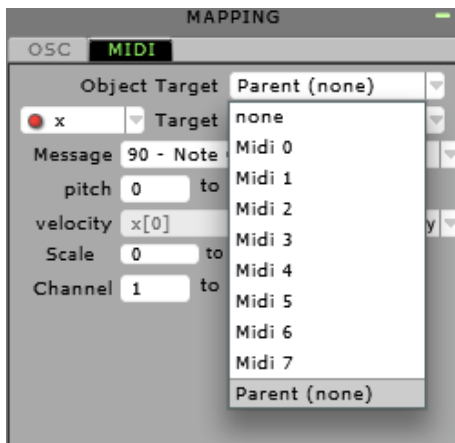 MAPPING
OSC MIDI
Object Target Parent (none)
x Target
none
Midi 0
Midi 1
Midi 2
Midi 3
Midi 4
Midi 5
Midi 6
Midi 7
Parent (none)
Message 90 - Note
pitch 0 to
velocity x[0] y
Scale 0 to
Channel 1 to